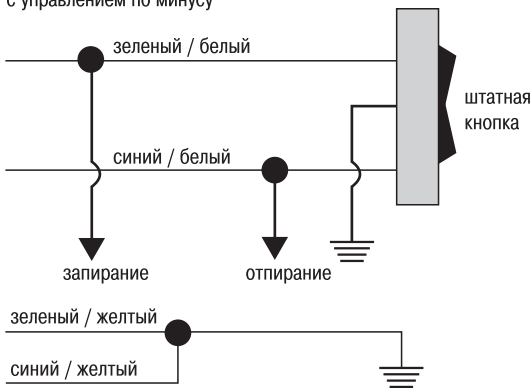 с управлением по минусу
зеленый / белый
штатная
кнопка
синий / белый
запирание
отпирание
зеленый / желтый
синий / желтый